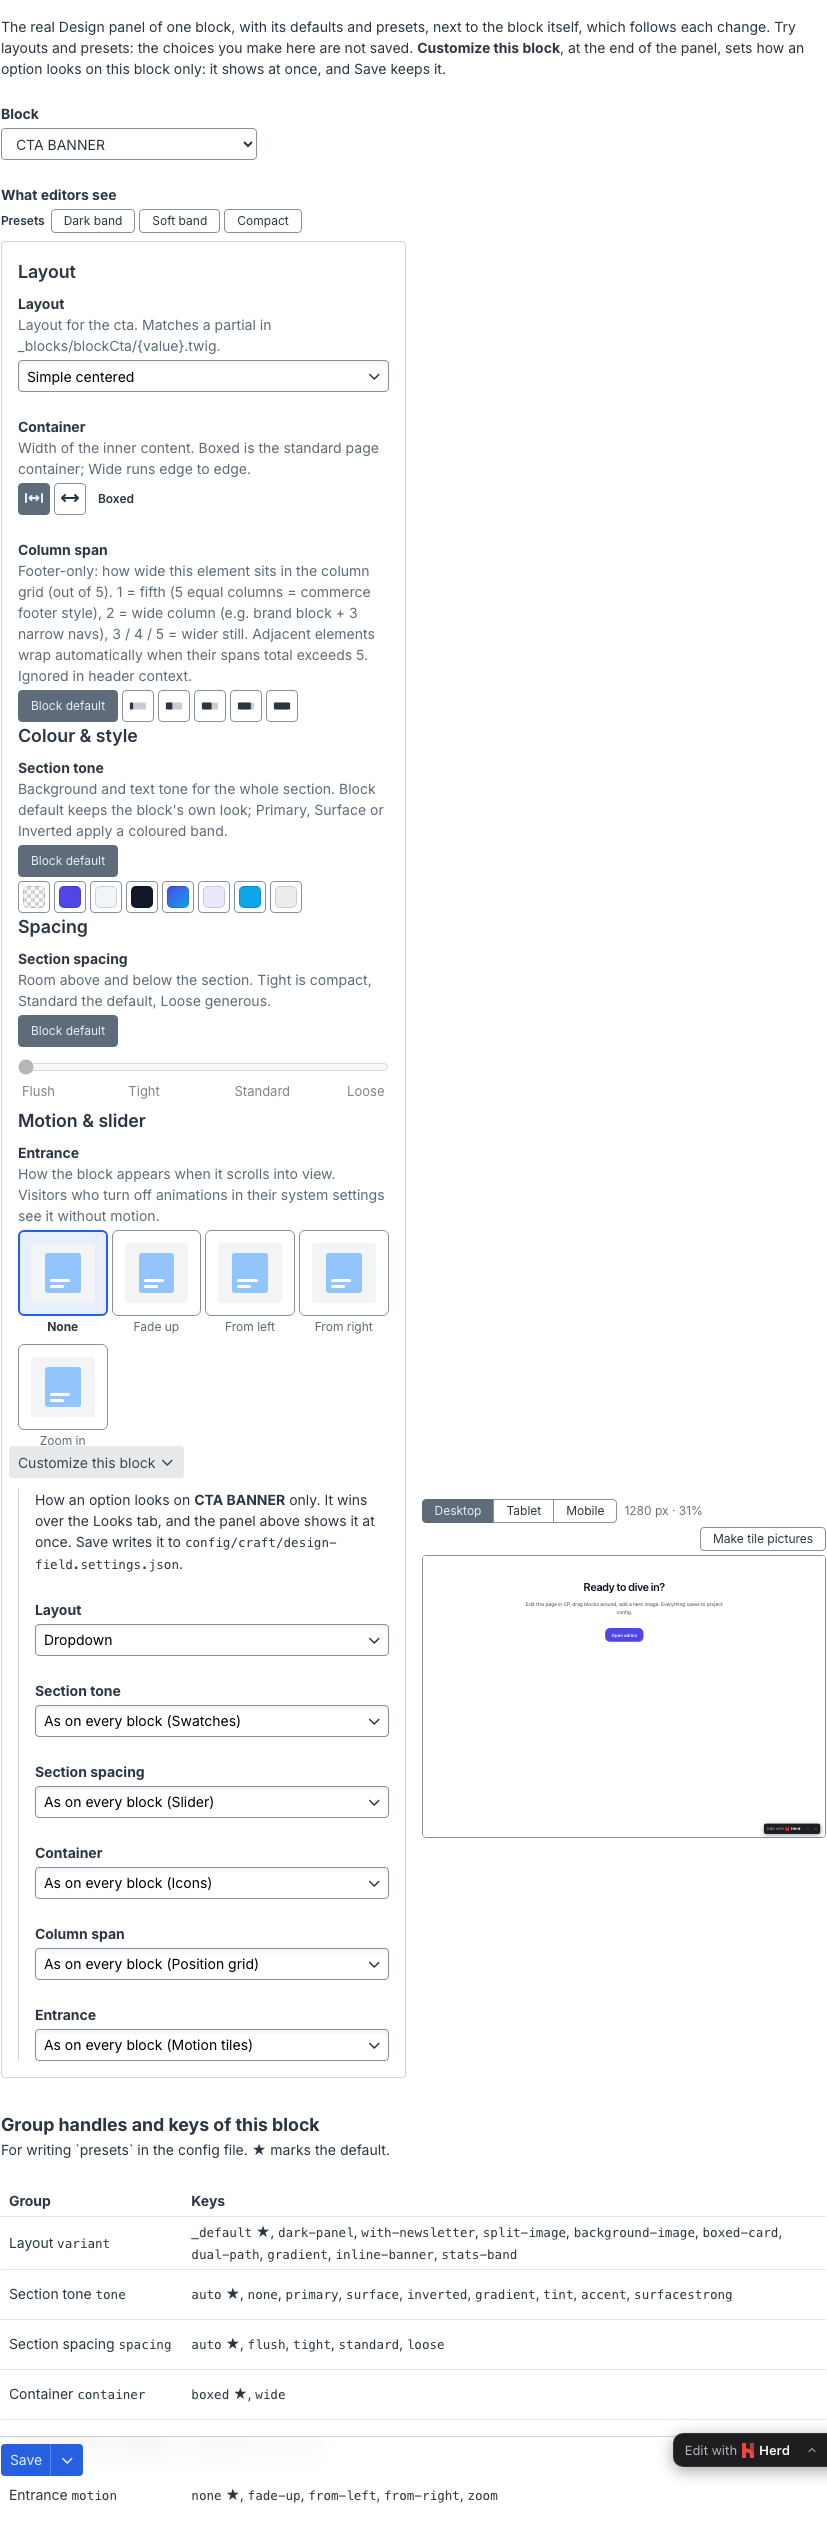 The real Design panel of one block, with its defaults and presets, next to the block itself, which follows each change. Try
layouts and presets: the choices you make here are not saved. Customize this block, at the end of the panel, sets how an
option looks on this block only: it shows at once, and Save keeps it.
Block
CTA BANNER
What editors see
Presets Dark band Soft band Compact
Layout
Layout
Layout for the cta. Matches a partial in
_blocks/blockCta/{value}.twig.
Simple centered
Container
Width of the inner content. Boxed is the standard page
container; Wide runs edge to edge.
Boxed
Column span
Footer-only: how wide this element sits in the column
grid (out of 5). 1 = fifth (5 equal columns = commerce
footer style), 2 = wide column (e.g. brand block + 3
narrow navs), 3 / 4 / 5 = wider still. Adjacent elements
wrap automatically when their spans total exceeds 5.
Ignored in header context.
Block default
Colour & style
Section tone
Background and text tone for the whole section. Block
default keeps the block's own look; Primary, Surface or
Inverted apply a coloured band.
Block default
Spacing
Section spacing
Room above and below the section. Tight is compact,
Standard the default, Loose generous.
Block default
Flush Tight Standard Loose
Motion & slider
Entrance
How the block appears when it scrolls into view.
Visitors who turn off animations in their system settings
see it without motion.
None Fade up From left From right
Zoom in
Customize this block
How an option looks on CTA BANNER only. It wins
over the Looks tab, and the panel above shows it at
once. Save writes it to config/craft/design-
field.settings.json.
Layout
Dropdown
Section tone
As on every block (Swatches)
Section spacing
As on every block (Slider)
Container
As on every block (Icons)
Column span
As on every block (Position grid)
Entrance
As on every block (Motion tiles)
Desktop Tablet Mobile 1280 px · 31%
Make tile pictures
Ready to dive in?
Edit this page in CP, drag blocks around, add a hero image. Everything saves to project
config.
Open admin
Edit with Herd
Group handles and keys of this block
For writing `presets` in the config file. ★ marks the default.
Group Keys
Layout variant _default ★, dark-panel, with-newsletter, split-image, background-image, boxed-card,
dual-path, gradient, inline-banner, stats-band
Section tone tone auto ★, none, primary, surface, inverted, gradient, tint, accent, surfacestrong
Section spacing spacing auto ★, flush, tight, standard, loose
Container container boxed ★, wide
Save
Edit with Herd
Entrance motion none ★, fade-up, from-left, from-right, zoom